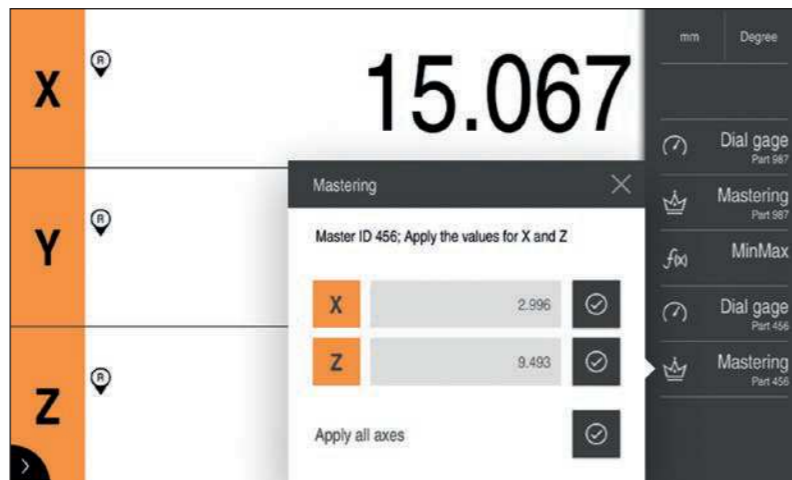 X
R
15.067
Y
R
Z
R
Mastering
Master ID 456; Apply the values for X and Z
X
2.996
Z
9.493
Apply all axes
mm
Degree
Dial gage
Part 987
Mastering
Part 987
f(x)
MinMax
Dial gage
Part 456
Mastering
Part 456